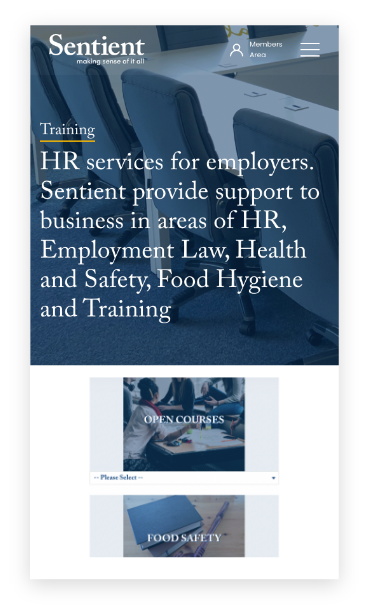 Sentient
making sense of it all
Members
Area
Training
HR services for employers.
Sentient provide support to
business in areas of HR,
Employment Law, Health
and Safety, Food Hygiene
and Training
OPEN COURSES
-- Please Select --
FOOD SAFETY